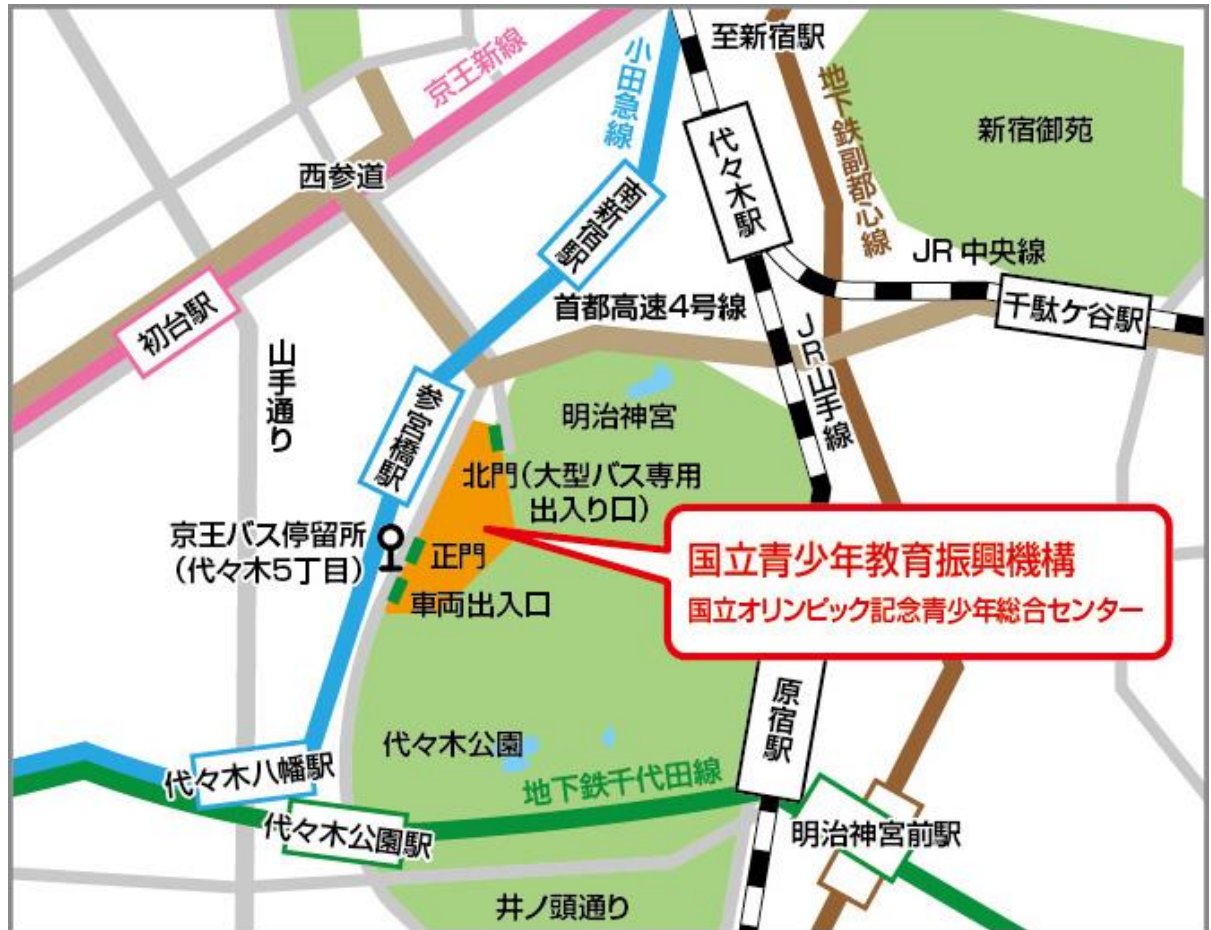 至新宿駅
京王新線
小田急線
地下鉄副都心線
新宿御苑
代々木駅
西参道
南新宿駅
JR中央線
千駄ケ谷駅
首都高速4号線
初台駅
山手通り
JR山手線
参宮橋駅
明治神宮
北門(大型バス専用
出入り口)
京王バス停留所
(代々木5丁目)
正門
車両出入口
国立青少年教育振興機構
国立オリンピック記念青少年総合センター
原宿駅
代々木公園
代々木八幡駅
地下鉄千代田線
代々木公園駅
明治神宮前駅
井ノ頭通り